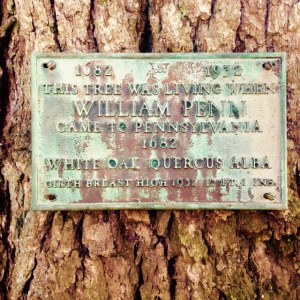 1682 1932
THIS TREE WAS LIVING WHEN
WILLIAM PENN
CAME TO PENNSYLVANIA
1682
WHITE OAK QUERCUS ALBA
GIRTH BREAST HIGH 1932 FT. INS.